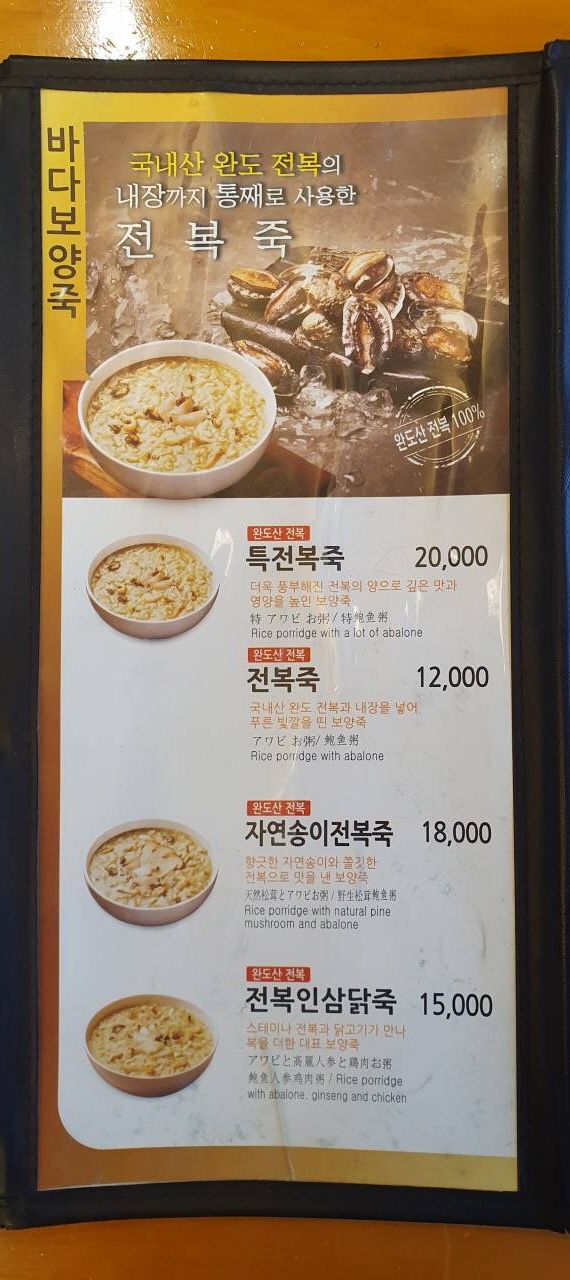 바다보양죽
국내산 완도 전복의
내장까지 통째로 사용한
전복죽
완도산 전복 100%
완도산 전복
특전복죽 20,000
더욱 풍부해진 전복의 양으로 깊은 맛과
영양을 높인 보양죽
特 アワビ お粥 / 特鲍鱼粥
Rice porridge with a lot of abalone
완도산 전복
전복죽 12,000
국내산 완도 전복과 내장을 넣어
푸른 빛깔을 띤 보양죽
アワビ お粥/ 鲍鱼粥
Rice porridge with abalone
완도산 전복
자연송이전복죽 18,000
향긋한 자연송이와 쫄깃한
전복으로 맛을 낸 보양죽
天然松茸とアワビお粥 / 野生松茸鲍鱼粥
Rice porridge with natural pine
mushroom and abalone
완도산 전복
전복인삼닭죽 15,000
스태미나 전복과 닭고기가 만나
복을 더한 대표 보양죽
アワビと高麗人参と鶏肉お粥
鲍鱼人参鸡肉粥 / Rice porridge
with abalone, ginseng and chicken